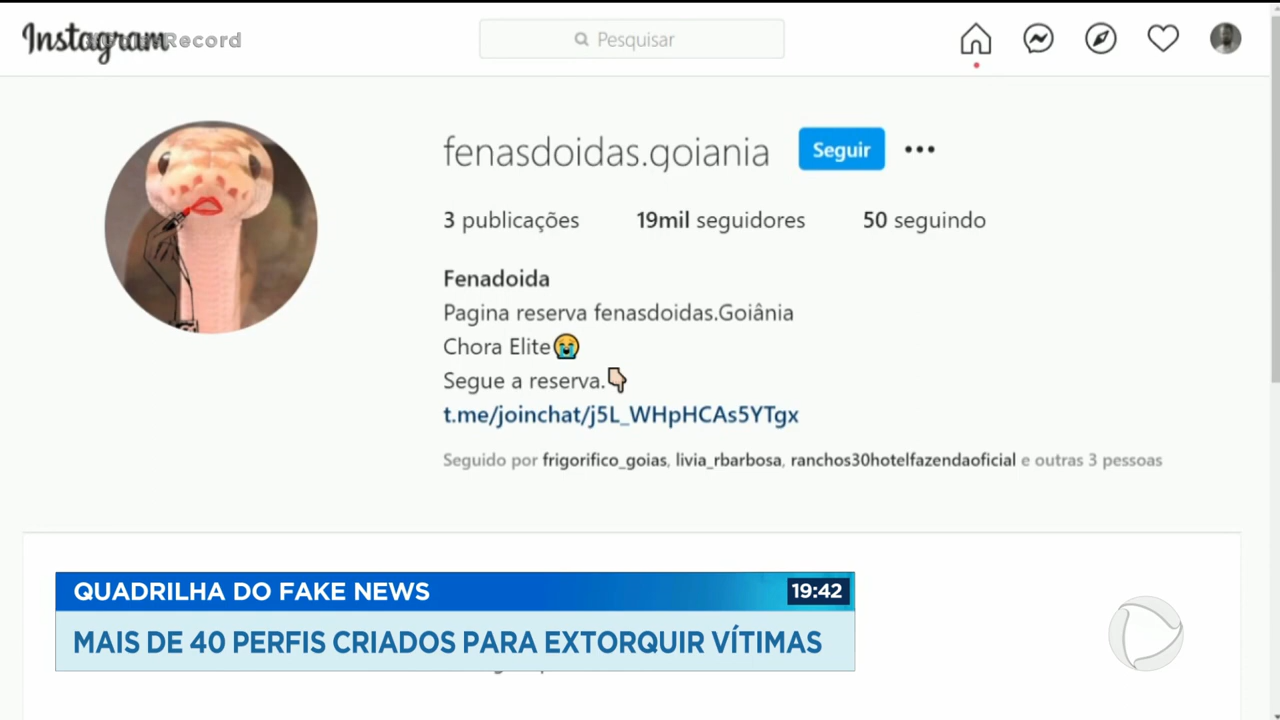 Instagram
#GoiásRecord
Pesquisar
fenasdoidas.goiania
Seguir
3 publicações 19mil seguidores 50 seguindo
Fenadoida
Pagina reserva fenasdoidas.Goiânia
Chora Elite😭
Segue a reserva.👇🏻
t.me/joinchat/j5L_WHpHCAs5YTgx
Seguido por frigorifico_goias, livia_rbarbosa, ranchos30hotelfazendaoficial e outras 3 pessoas
QUADRILHA DO FAKE NEWS 19:42
MAIS DE 40 PERFIS CRIADOS PARA EXTORQUIR VÍTIMAS